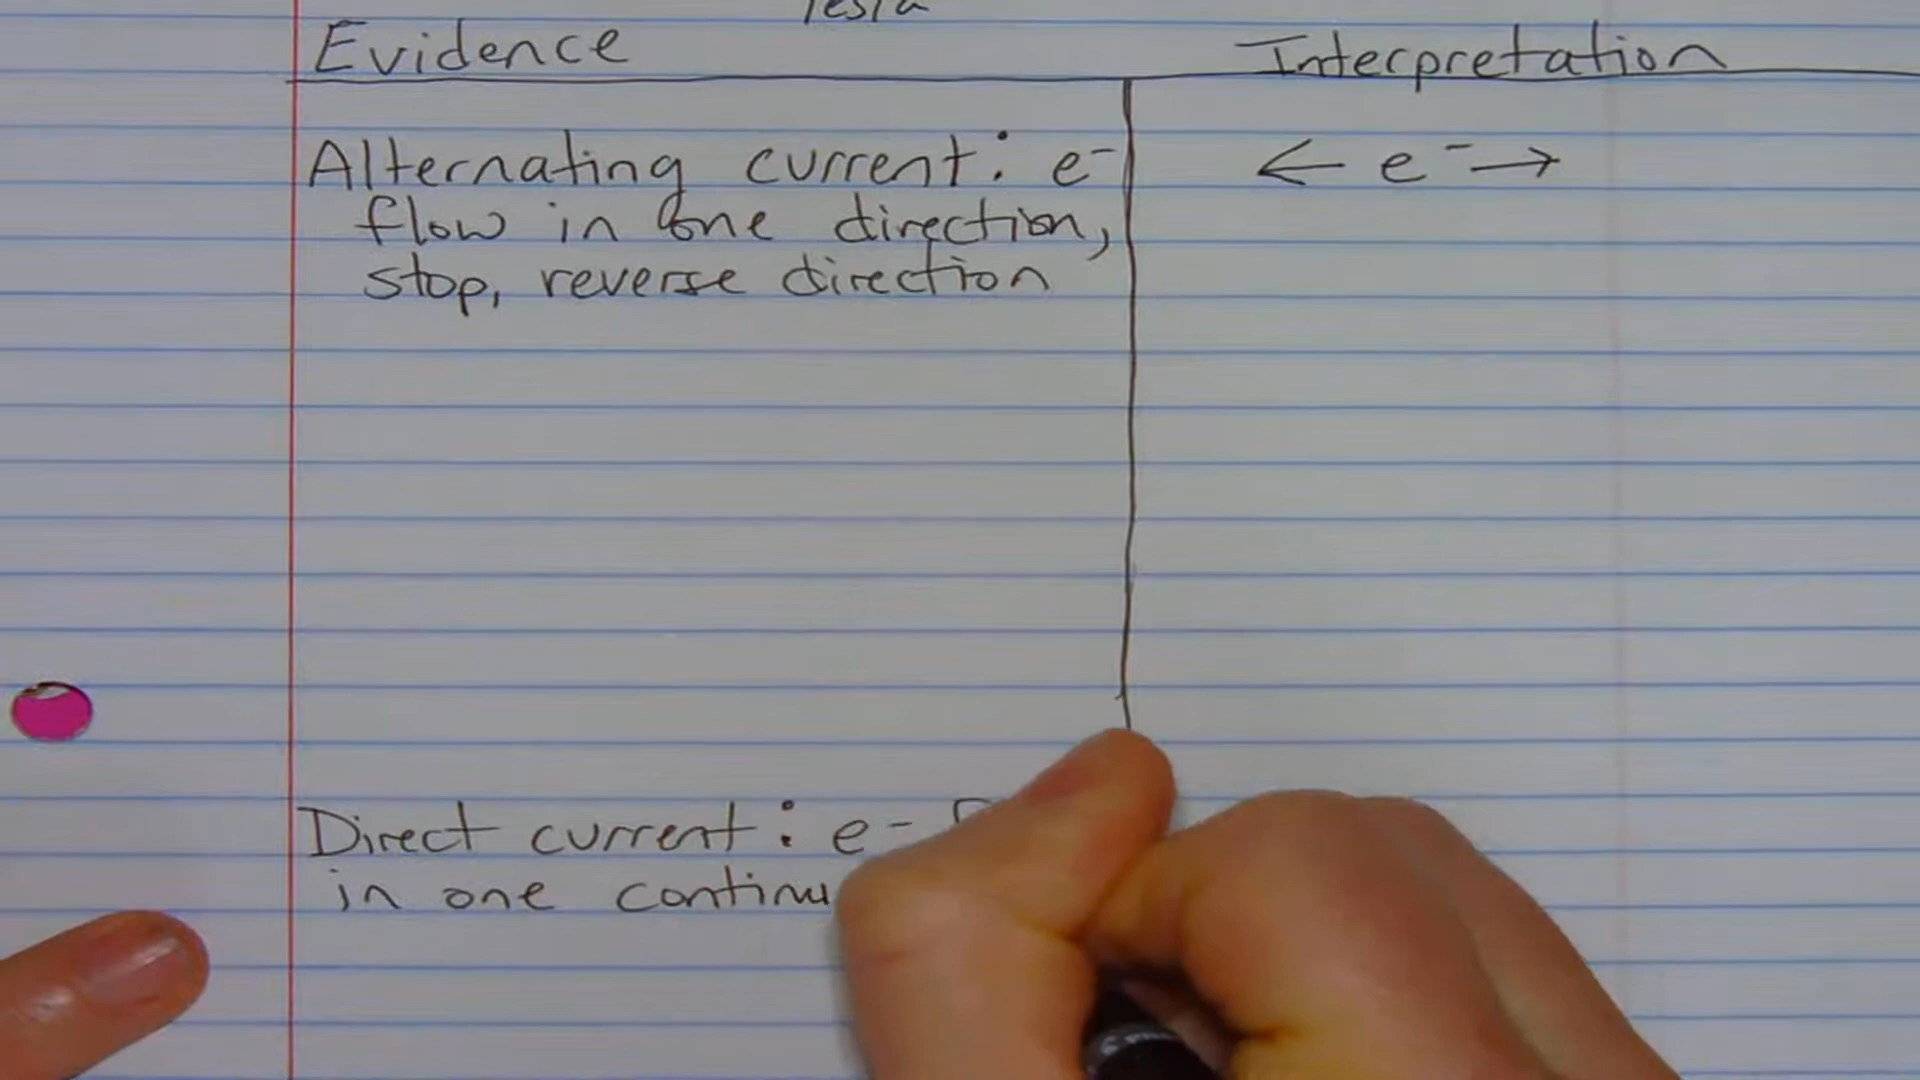 Evidence
Interpretation
Alternating current: e-
flow in one direction,
stop, reverse direction
← e- →
Direct current: e-
in one